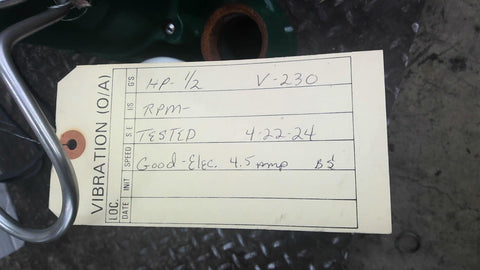 VIBRATION (O/A)
LOC.
DATE INIT SPEED S.E IS G'S
HP- 1/2 V-230
RPM-
TESTED 4-22-24
Good-Elec. 4.5 Amp